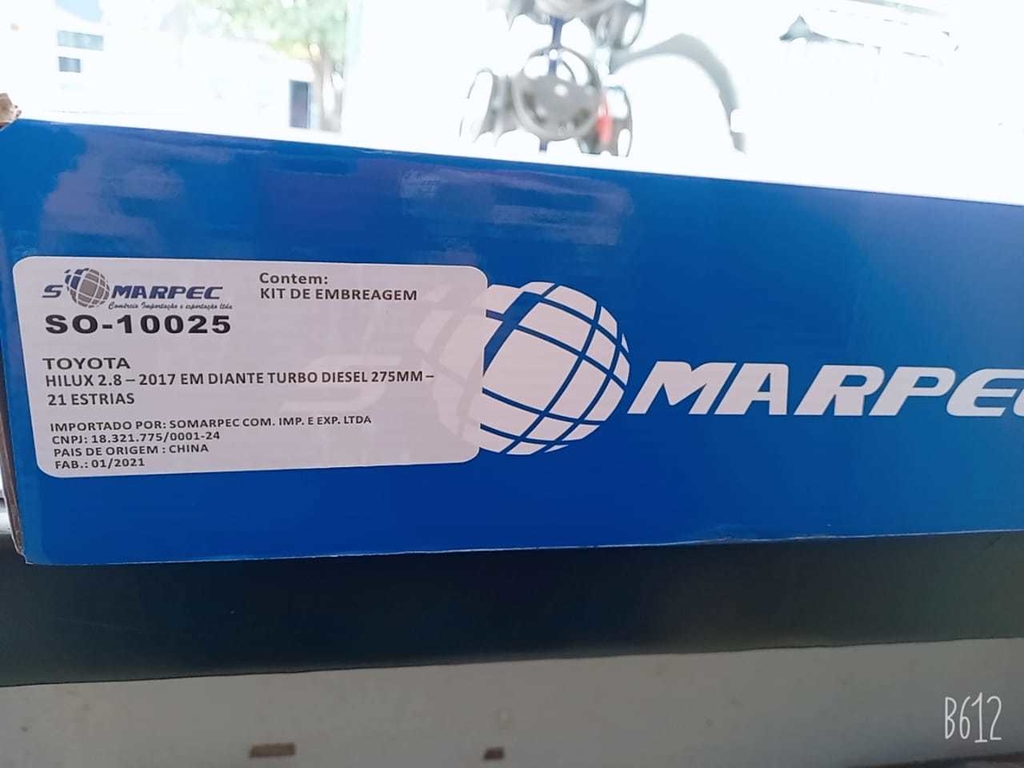 SOMARPEC
Comércio Importação e exportação ltda
Contem:
KIT DE EMBREAGEM
SO-10025
TOYOTA
HILUX 2.8 – 2017 EM DIANTE TURBO DIESEL 275MM –
21 ESTRIAS
IMPORTADO POR: SOMARPEC COM. IMP. E EXP. LTDA
CNPJ: 18.321.775/0001-24
PAIS DE ORIGEM : CHINA
FAB.: 01/2021
MARPEC
B612